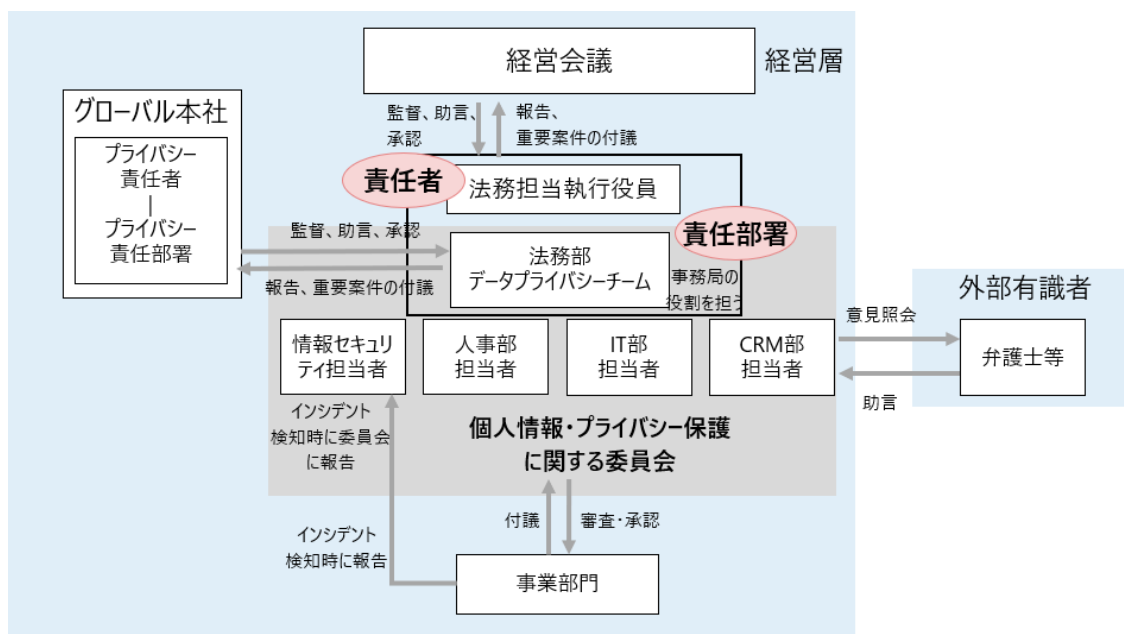 経営会議
経営層
グローバル本社
プライバシー
責任者
プライバシー
責任部署
監督、助言、
承認
報告、
重要案件の付議
責任者
法務担当執行役員
責任部署
監督、助言、承認
報告、重要案件の付議
法務部
データプライバシーチーム
事務局の
役割を担う
外部有識者
意見照会
弁護士等
助言
情報セキュリ
ティ担当者
人事部
担当者
IT部
担当者
CRM部
担当者
インシデント
検知時に委員会
に報告
個人情報・プライバシー保護
に関する委員会
インシデント
検知時に報告
付議
審査・承認
事業部門